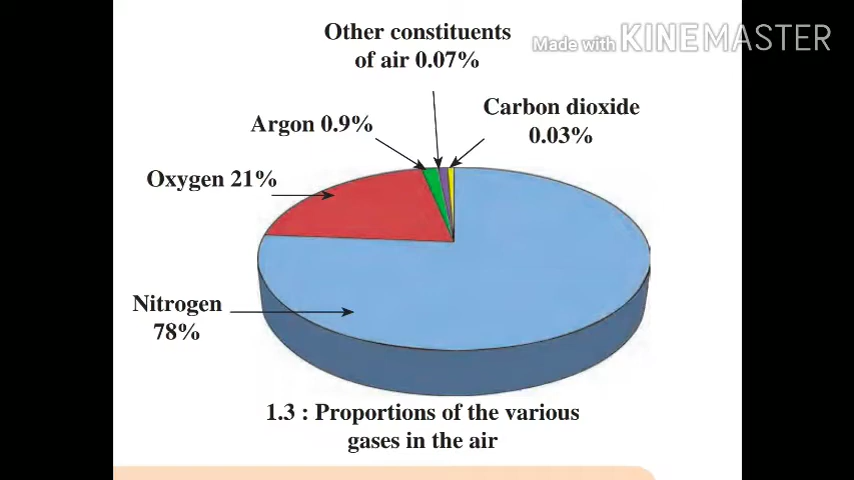 Other constituents
of air 0.07%
Made with KINEMASTER
Argon 0.9%
Carbon dioxide
0.03%
Oxygen 21%
Nitrogen
78%
1.3 : Proportions of the various
gases in the air